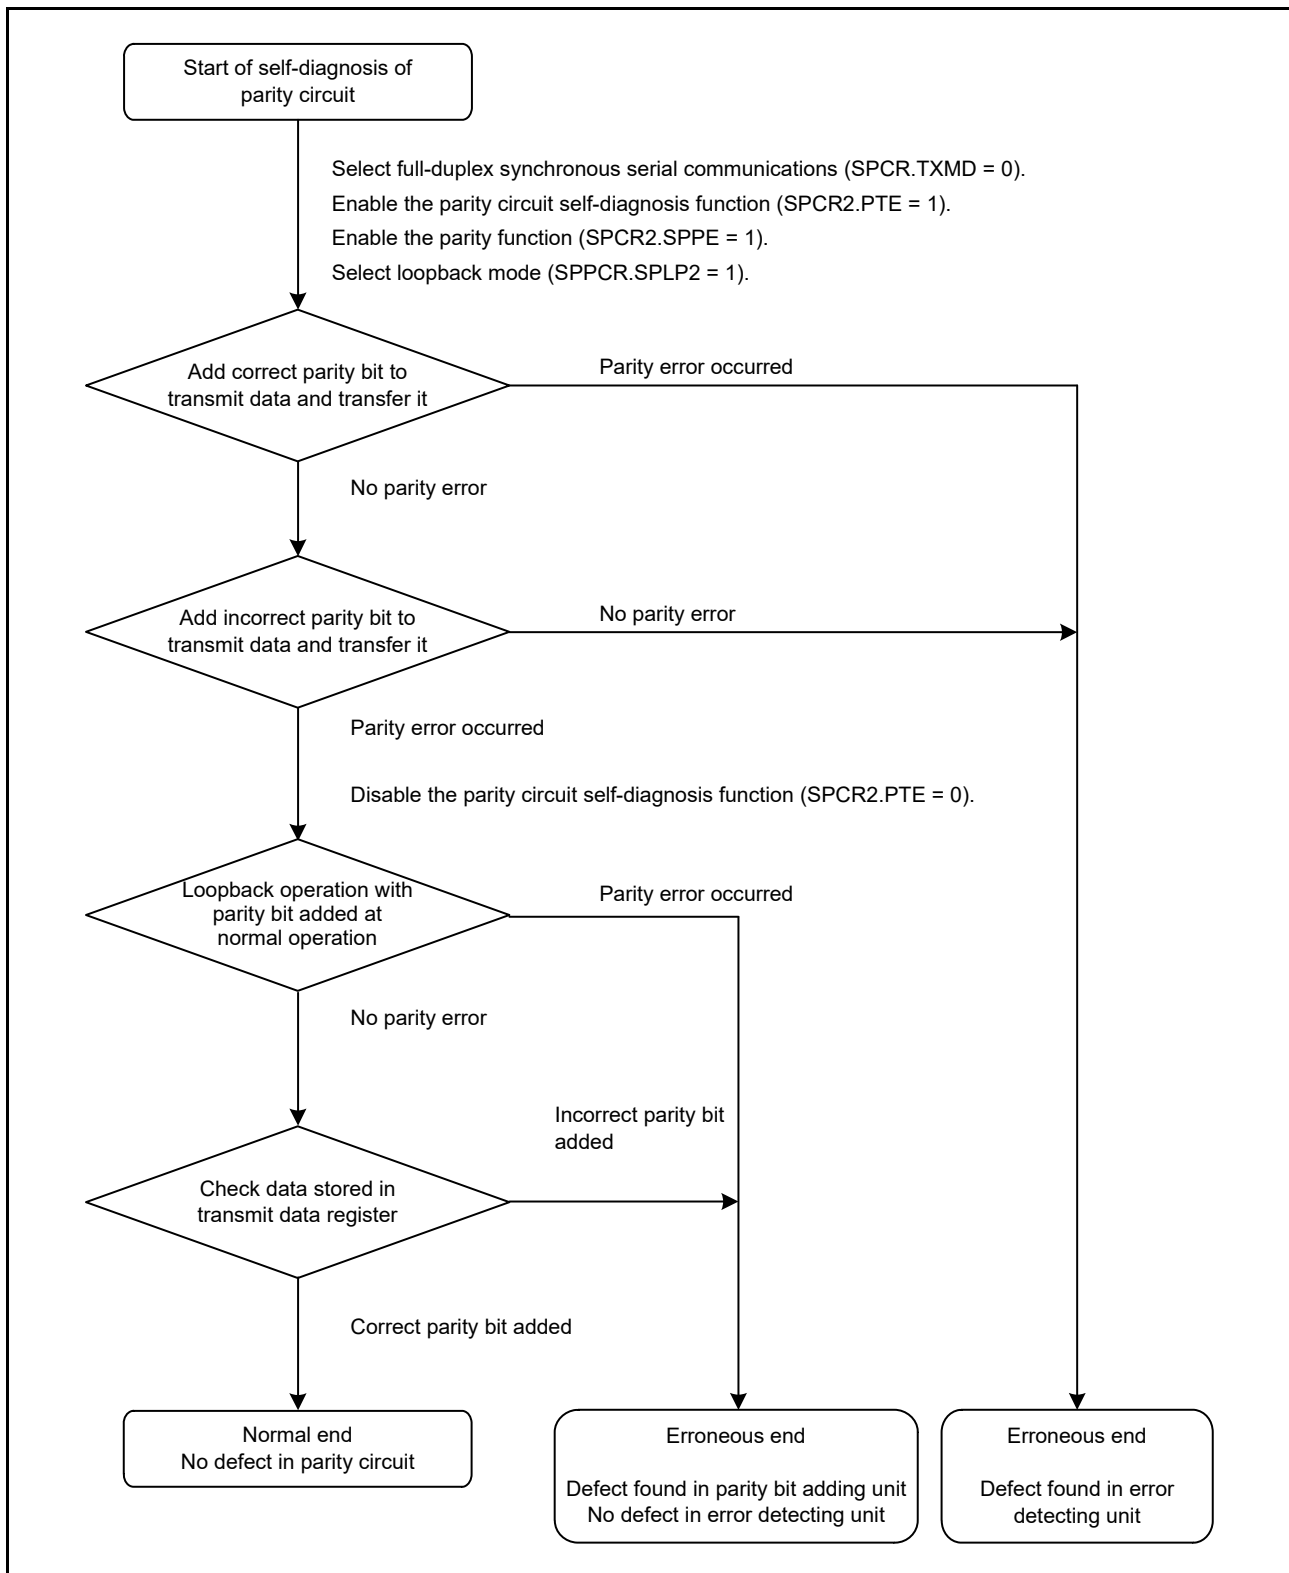 Start of self-diagnosis of
parity circuit
Select full-duplex synchronous serial communications (SPCR.TXMD = 0).
Enable the parity circuit self-diagnosis function (SPCR2.PTE = 1).
Enable the parity function (SPCR2.SPPE = 1).
Select loopback mode (SPPCR.SPLP2 = 1).
Add correct parity bit to
transmit data and transfer it
Parity error occurred
No parity error
Add incorrect parity bit to
transmit data and transfer it
No parity error
Parity error occurred
Disable the parity circuit self-diagnosis function (SPCR2.PTE = 0).
Loopback operation with
parity bit added at
normal operation
Parity error occurred
No parity error
Incorrect parity bit
added
Check data stored in
transmit data register
Correct parity bit added
Normal end
No defect in parity circuit
Erroneous end
Defect found in parity bit adding unit
No defect in error detecting unit
Erroneous end
Defect found in error
detecting unit